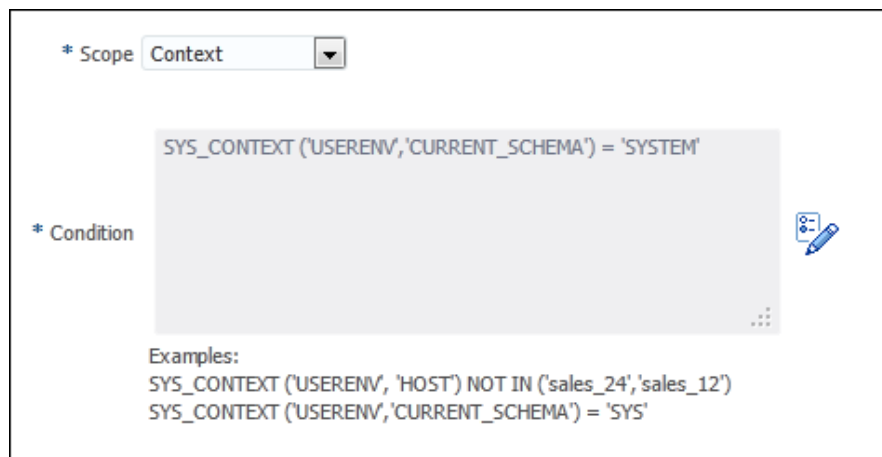 * Scope Context
SYS_CONTEXT ('USERENV','CURRENT_SCHEMA') = 'SYSTEM'
* Condition
Examples:
SYS_CONTEXT ('USERENV', 'HOST') NOT IN ('sales_24','sales_12')
SYS_CONTEXT ('USERENV','CURRENT_SCHEMA') = 'SYS'